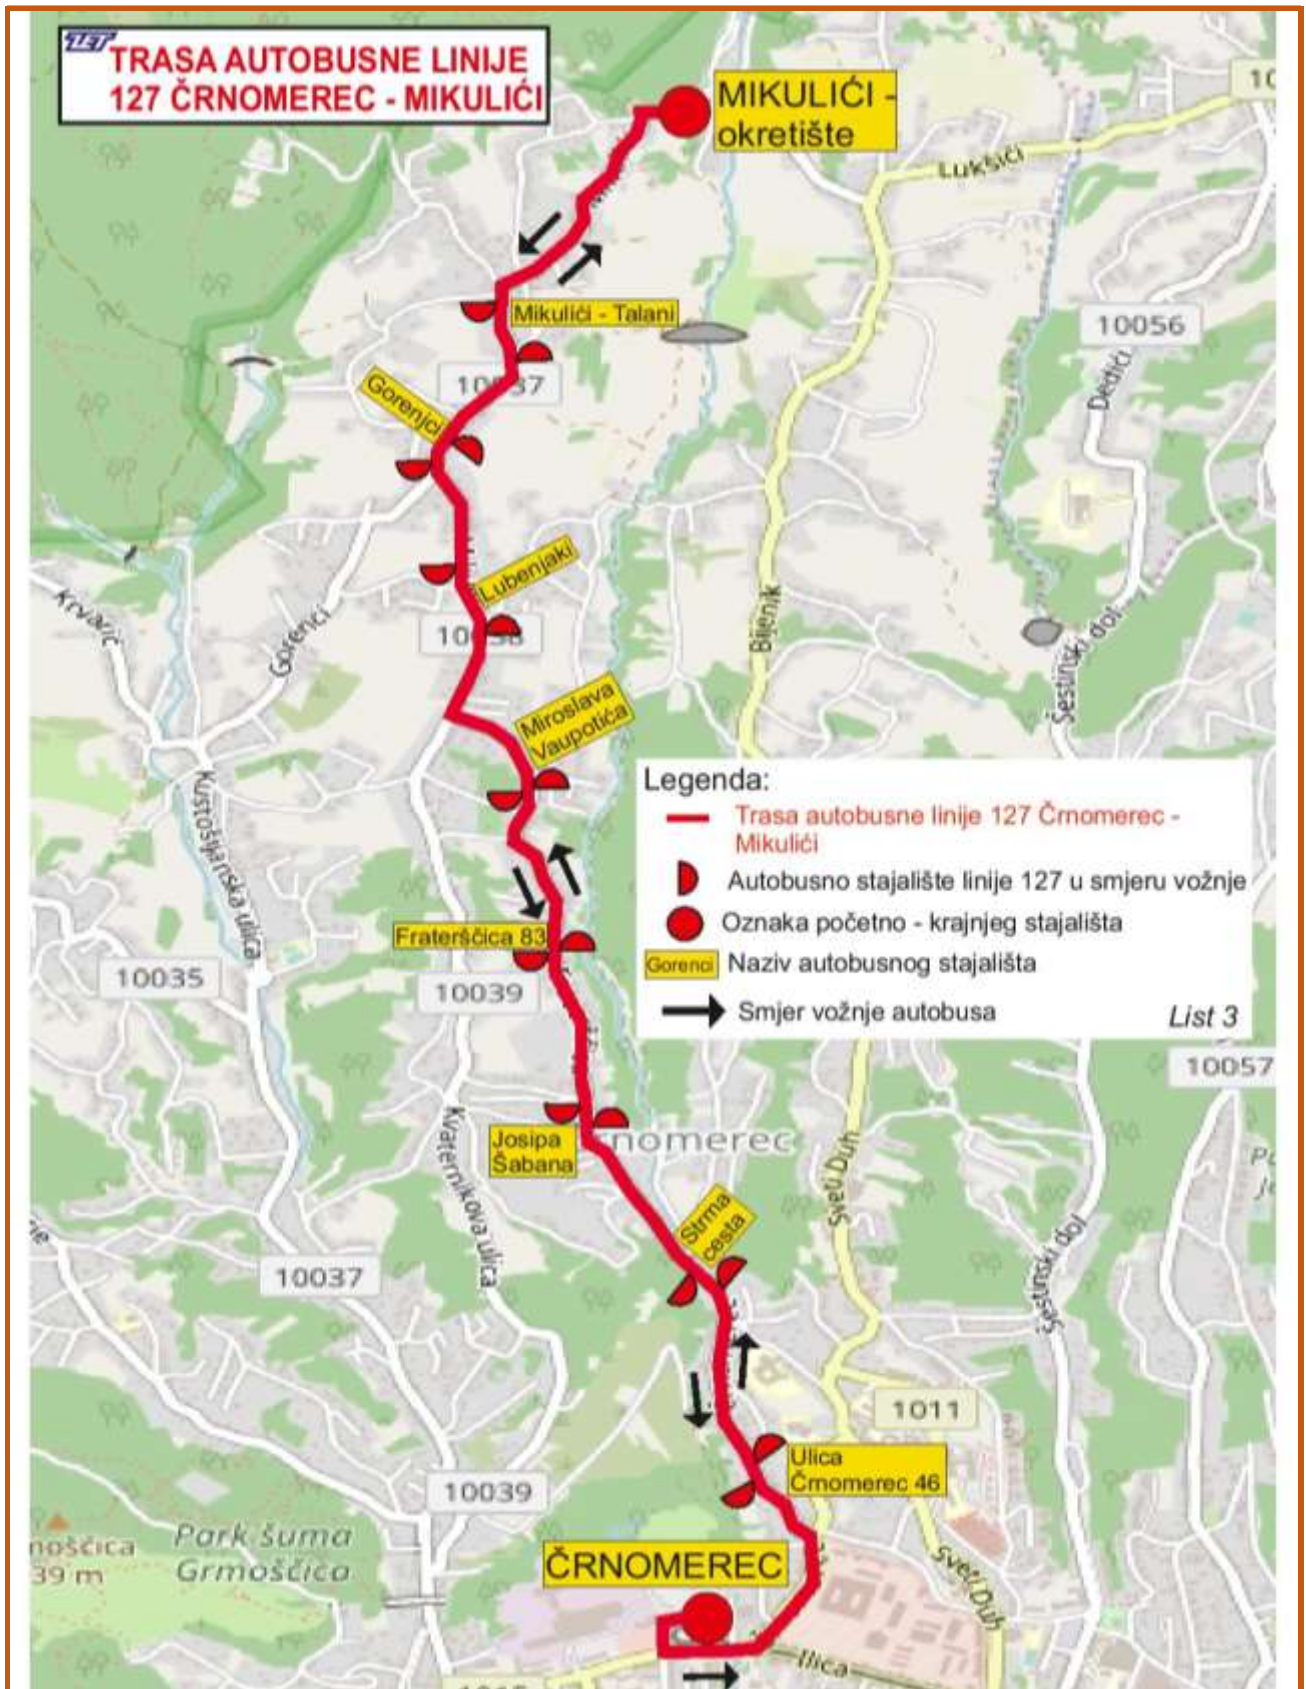 ZET
TRASA AUTOBUSNE LINIJE
127 ČRNOMEREC - MIKULIĆI
MIKULIĆI -
okretište
Lukšići
Mikulići - Talani
10056
Dedići
Gorenjci
Lubenjaki
Krvarić
Gorenci
Bijenik
Šestinski dol
Miroslava
Vaupotića
Kustošijanska ulica
Legenda:
Trasa autobusne linije 127 Črnomerec -
Mikulići
Autobusno stajalište linije 127 u smjeru vožnje
Oznaka početno - krajnjeg stajališta
Gorenci
Naziv autobusnog stajališta
Smjer vožnje autobusa
List 3
Fraterščica 83
10035
10039
10057
Josipa
Šabana
Kvaternikova ulica
Sveti Duh
Strma
cesta
10037
Šestinski dol
1011
Ulica
Črnomerec 46
10039
Park šuma
Grmoščica
39 m
ČRNOMEREC
Sveti Duh
Ilica